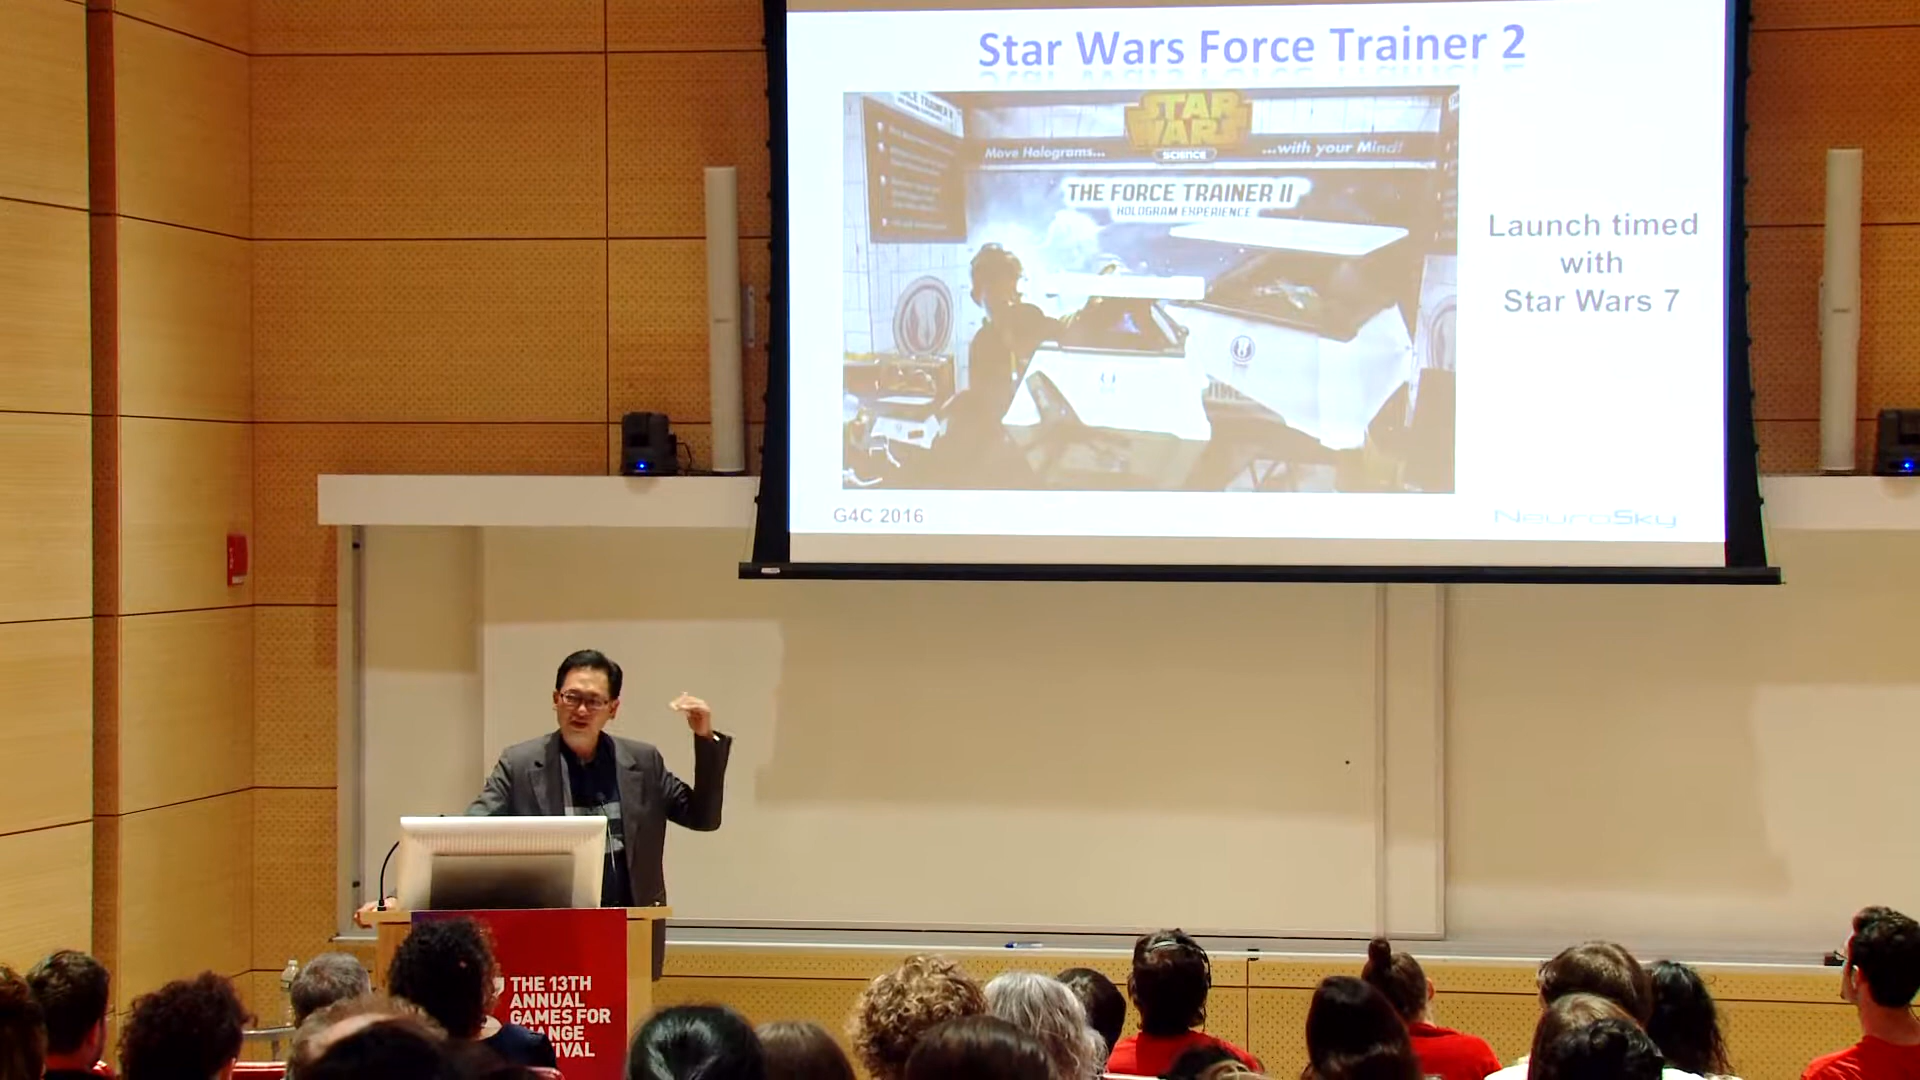 Star Wars Force Trainer 2
STAR
WARS
SCIENCE
Move Holograms...
...with your Mind!
THE FORCE TRAINER II
HOLOGRAM EXPERIENCE
Launch timed
with
Star Wars 7
G4C 2016
NeuroSky
THE 13TH
ANNUAL
GAMES FOR